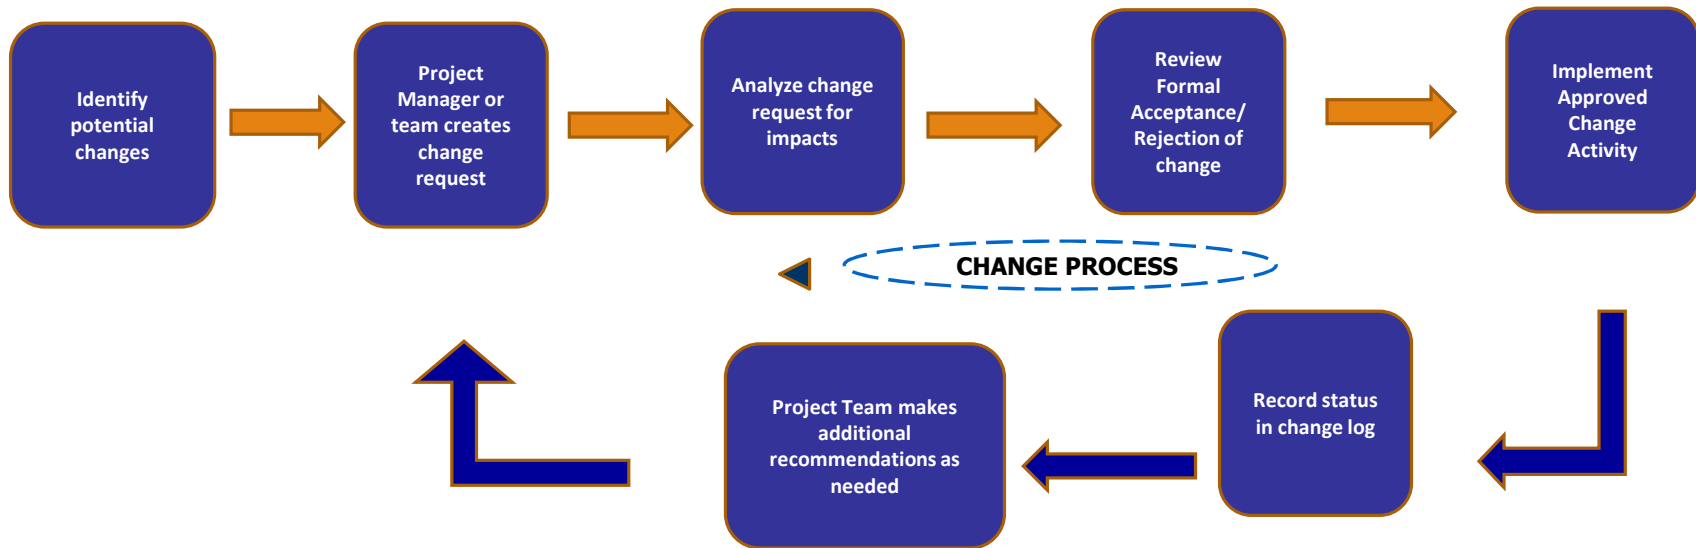 Identify
potential
changes
Project
Manager or
team creates
change
request
Analyze change
request for
impacts
Review
Formal
Acceptance/
Rejection of
change
Implement
Approved
Change
Activity
CHANGE PROCESS
Record status
in change log
Project Team makes
additional
recommendations as
needed